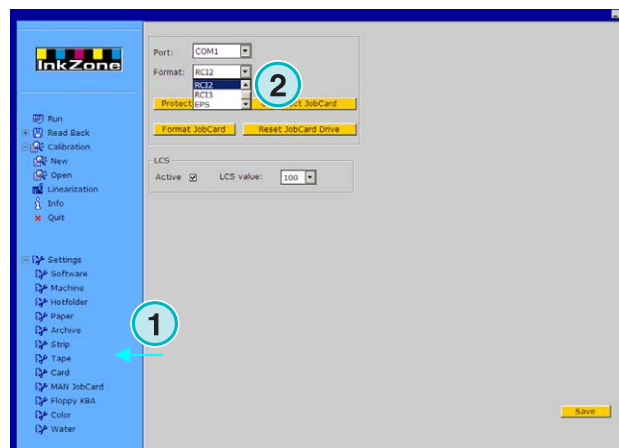 InkZone
Run
Read Back
Calibration
New
Open
Linearization
Info
Quit
Settings
Software
Machine
Hotfolder
Paper
Archive
Strip
Tape
Card
MAN JobCard
Floppy KBA
Color
Water
1
Port: COM1
Format: RCI2
RCI2
RCI3
EPS
2
Protect
ct JobCard
Format JobCard Reset JobCard Drive
LCS
Active LCS value: 100
Save